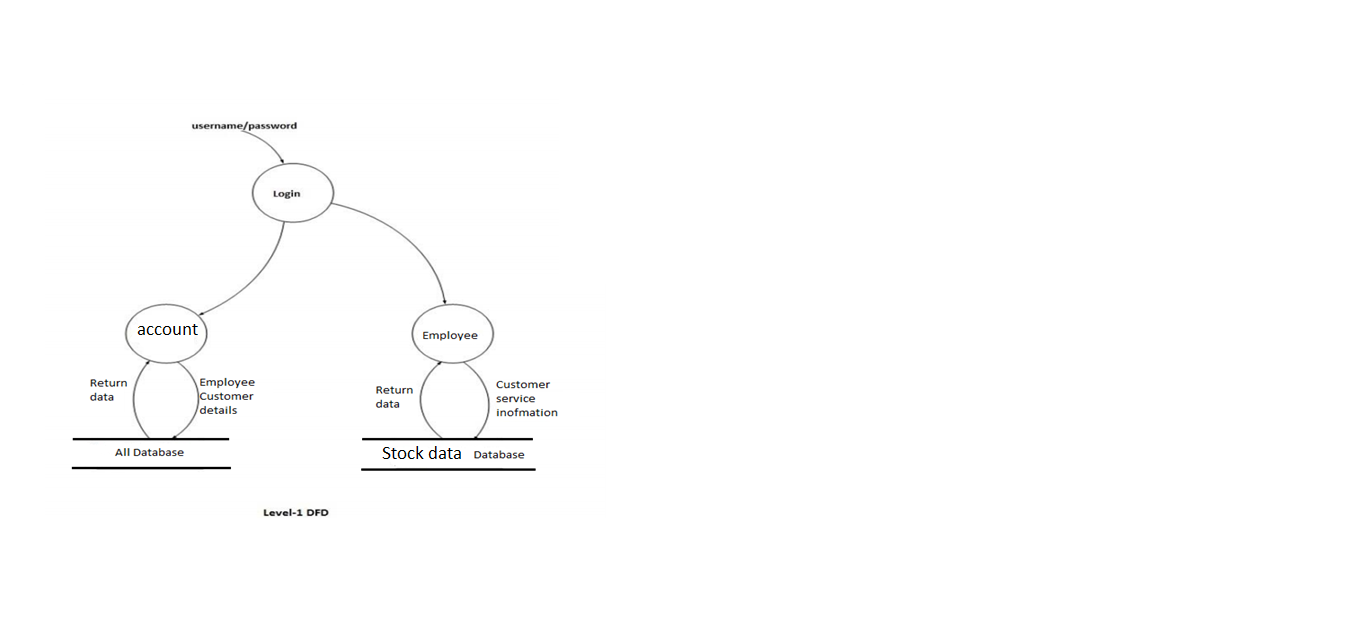 username/password
Login
account
Employee
Return
data
Employee
Customer
details
Return
data
Customer
service
inofmation
All Database
Stock data Database
Level-1 DFD